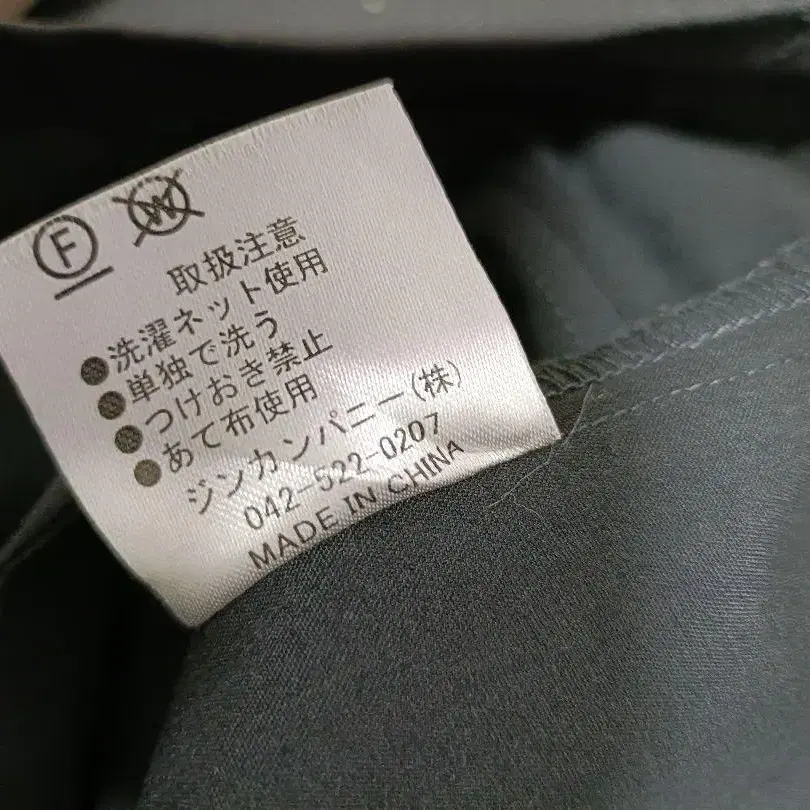 F W
取扱注意
●洗濯ネット使用
●単独で洗う
●つけおき禁止
●あて布使用
ジンカンパニー(株)
042-522-0207
MADE IN CHINA